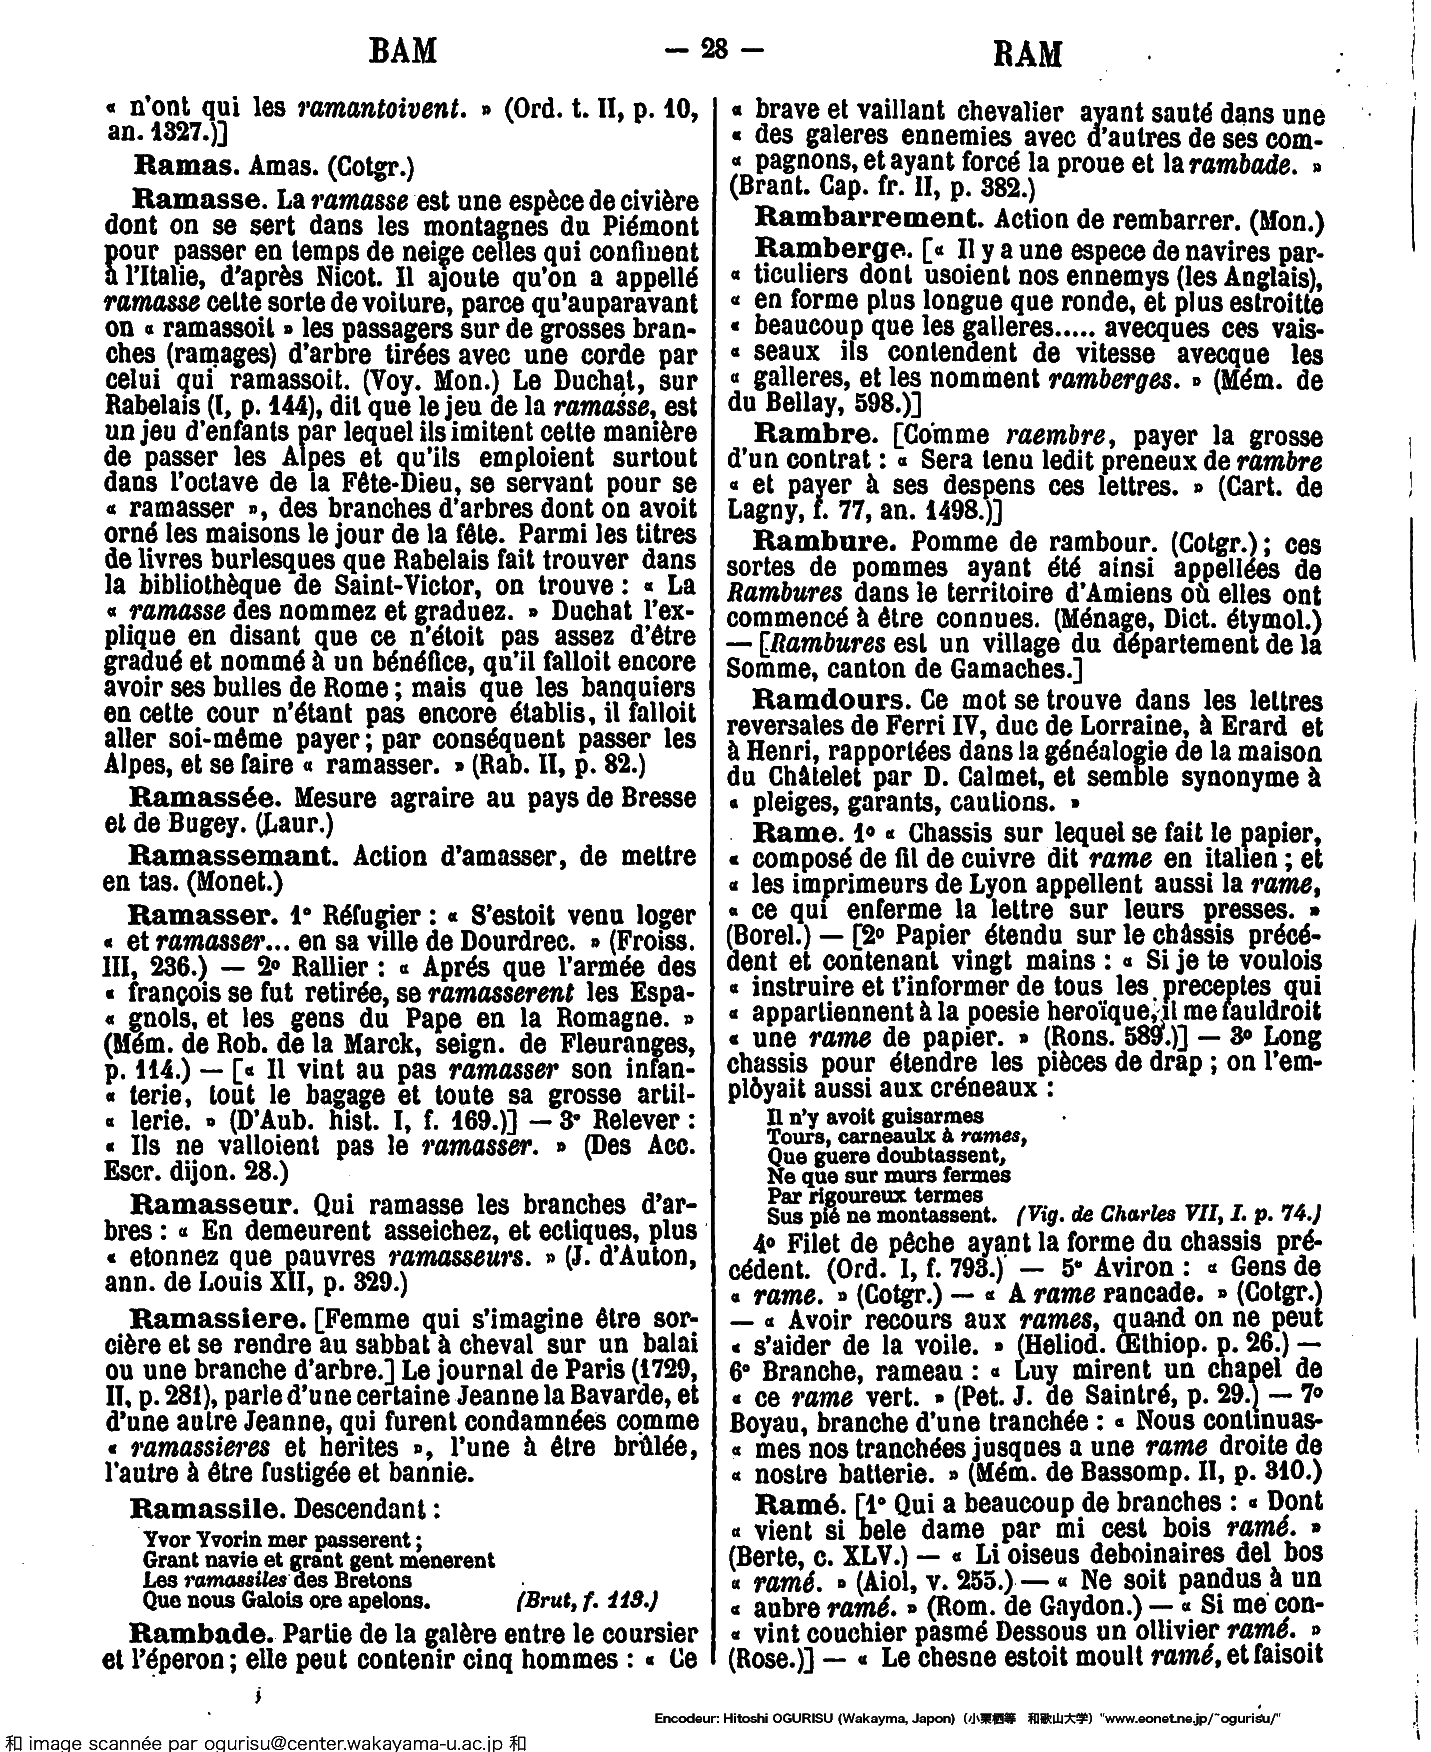 BAM — 28 — RAM
« n'ont qui les ramantoivent. » (Ord. t. II, p. 10,
an. 1327.)]
Ramas. Amas. (Cotgr.)
Ramasse. La ramasse est une espèce de civière
dont on se sert dans les montagnes du Piémont
pour passer en temps de neige celles qui confinent
à l'Italie, d'après Nicot. Il ajoute qu'on a appellé
ramasse cette sorte de voiture, parce qu'auparavant
on « ramassoit » les passagers sur de grosses bran-
ches (ramages) d'arbre tirées avec une corde par
celui qui ramassoit. (Voy. Mon.) Le Duchat, sur
Rabelais (I, p. 144), dit que le jeu de la ramasse, est
un jeu d'enfants par lequel ils imitent cette manière
de passer les Alpes et qu'ils emploient surtout
dans l'octave de la Fête-Dieu, se servant pour se
« ramasser », des branches d'arbres dont on avoit
orné les maisons le jour de la fête. Parmi les titres
de livres burlesques que Rabelais fait trouver dans
la bibliothèque de Saint-Victor, on trouve : « La
« ramasse des nommez et graduez. » Duchat l'ex-
plique en disant que ce n'étoit pas assez d'être
gradué et nommé à un bénéfice, qu'il falloit encore
avoir ses bulles de Rome ; mais que les banquiers
en cette cour n'étant pas encore établis, il falloit
aller soi-même payer ; par conséquent passer les
Alpes, et se faire « ramasser. » (Rab. II, p. 82.)
Ramassée. Mesure agraire au pays de Bresse
et de Bugey. (Laur.)
Ramassemant. Action d'amasser, de mettre
en tas. (Monet.)
Ramasser. 1° Réfugier : « S'estoit venu loger
« et ramasser... en sa ville de Dourdrec. » (Froiss.
III, 236.) — 2° Rallier : « Aprés que l'armée des
« françois se fut retirée, se ramasserent les Espa-
« gnols, et les gens du Pape en la Romagne. »
(Mém. de Rob. de la Marck, seign. de Fleuranges,
p. 114.) — [« Il vint au pas ramasser son infan-
« terie, tout le bagage et toute sa grosse artil-
« lerie. » (D'Aub. hist. I, f. 169.)] — 3° Relever :
« Ils ne valloient pas le ramasser. » (Des Acc.
Escr. dijon. 28.)
Ramasseur. Qui ramasse les branches d'ar-
bres : « En demeurent asseichez, et ectiques, plus
« etonnez que pauvres ramasseurs. » (J. d'Auton,
ann. de Louis XII, p. 329.)
Ramassiere. [Femme qui s'imagine être sor-
cière et se rendre au sabbat à cheval sur un balai
ou une branche d'arbre.] Le journal de Paris (1729,
II, p. 281), parle d'une certaine Jeanne la Bavarde, et
d'une autre Jeanne, qui furent condamnées comme
« ramassieres et herites », l'une à être brûlée,
l'autre à être fustigée et bannie.
Ramassile. Descendant :
Yvor Yvorin mer passerent ;
Grant navie et grant gent menerent
Les ramassiles des Bretons
Que nous Galois ore apelons. (Brut, f. 113.)
Rambade. Partie de la galère entre le coursier
et l'éperon ; elle peut contenir cinq hommes : « Ce
« brave et vaillant chevalier ayant sauté dans une
« des galeres ennemies avec d'autres de ses com-
« pagnons, et ayant forcé la proue et la rambade. »
(Brant. Cap. fr. II, p. 382.)
Rambarrement. Action de rembarrer. (Mon.)
Ramberge. [« Il y a une espece de navires par-
« ticuliers dont usoient nos ennemys (les Anglais),
« en forme plus longue que ronde, et plus estroitte
« beaucoup que les galleres..... avecques ces vais-
« seaux ils contendent de vitesse avecque les
« galleres, et les nomment ramberges. » (Mém. de
du Bellay, 598.)]
Rambre. [Comme raembre, payer la grosse
d'un contrat : « Sera tenu ledit preneux de rambre
« et payer à ses despens ces lettres. » (Cart. de
Lagny, f. 77, an. 1498.)]
Rambure. Pomme de rambour. (Cotgr.) ; ces
sortes de pommes ayant été ainsi appellées de
Rambures dans le territoire d'Amiens où elles ont
commencé à être connues. (Ménage, Dict. étymol.)
— [Rambures est un village du département de la
Somme, canton de Gamaches.]
Ramdours. Ce mot se trouve dans les lettres
reversales de Ferri IV, duc de Lorraine, à Erard et
à Henri, rapportées dans la généalogie de la maison
du Châtelet par D. Calmet, et semble synonyme à
« pleiges, garants, cautions. »
Rame. 1° « Chassis sur lequel se fait le papier,
« composé de fil de cuivre dit rame en italien ; et
« les imprimeurs de Lyon appellent aussi la rame,
« ce qui enferme la lettre sur leurs presses. »
(Borel.) — [2° Papier étendu sur le châssis précé-
dent et contenant vingt mains : « Si je te voulois
« instruire et t'informer de tous les preceptes qui
« appartiennent à la poesie heroïque, il me fauldroit
« une rame de papier. » (Rons. 589.)] — 3° Long
chassis pour étendre les pièces de drap ; on l'em-
ployait aussi aux créneaux :
Il n'y avoit guisarmes
Tours, carneaulx à rames,
Que guere doubtassent,
Ne que sur murs fermes
Par rigoureux termes
Sus pié ne montassent. (Vig. de Charles VII, I. p. 74.)
4° Filet de pêche ayant la forme du chassis pré-
cédent. (Ord. I, f. 793.) — 5° Aviron : « Gens de
« rame. » (Cotgr.) — « A rame rancade. » (Cotgr.)
— « Avoir recours aux rames, quand on ne peut
« s'aider de la voile. » (Heliod. Œthiop. p. 26.) —
6° Branche, rameau : « Luy mirent un chapel de
« ce rame vert. » (Pet. J. de Saintré, p. 29.) — 7°
Boyau, branche d'une tranchée : « Nous continuas-
« mes nos tranchées jusques a une rame droite de
« nostre batterie. » (Mém. de Bassomp. II, p. 310.)
Ramé. [1° Qui a beaucoup de branches : « Dont
« vient si bele dame par mi cest bois ramé. »
(Berte, c. XLV.) — « Li oiseus deboinaires del bos
« ramé. » (Aiol, v. 255.) — « Ne soit pandus à un
« aubre ramé. » (Rom. de Gaydon.) — « Si me con-
« vint couchier pasmé Dessous un ollivier ramé. »
(Rose.)] — « Le chesne estoit moult ramé, et faisoit
Encodeur: Hitoshi OGURISU (Wakayma, Japon) (小栗栖等 和歌山大学) "www.eonet.ne.jp/~ogurisu/"
和 image scannée par ogurisu@center.wakayama-u.ac.jp 和